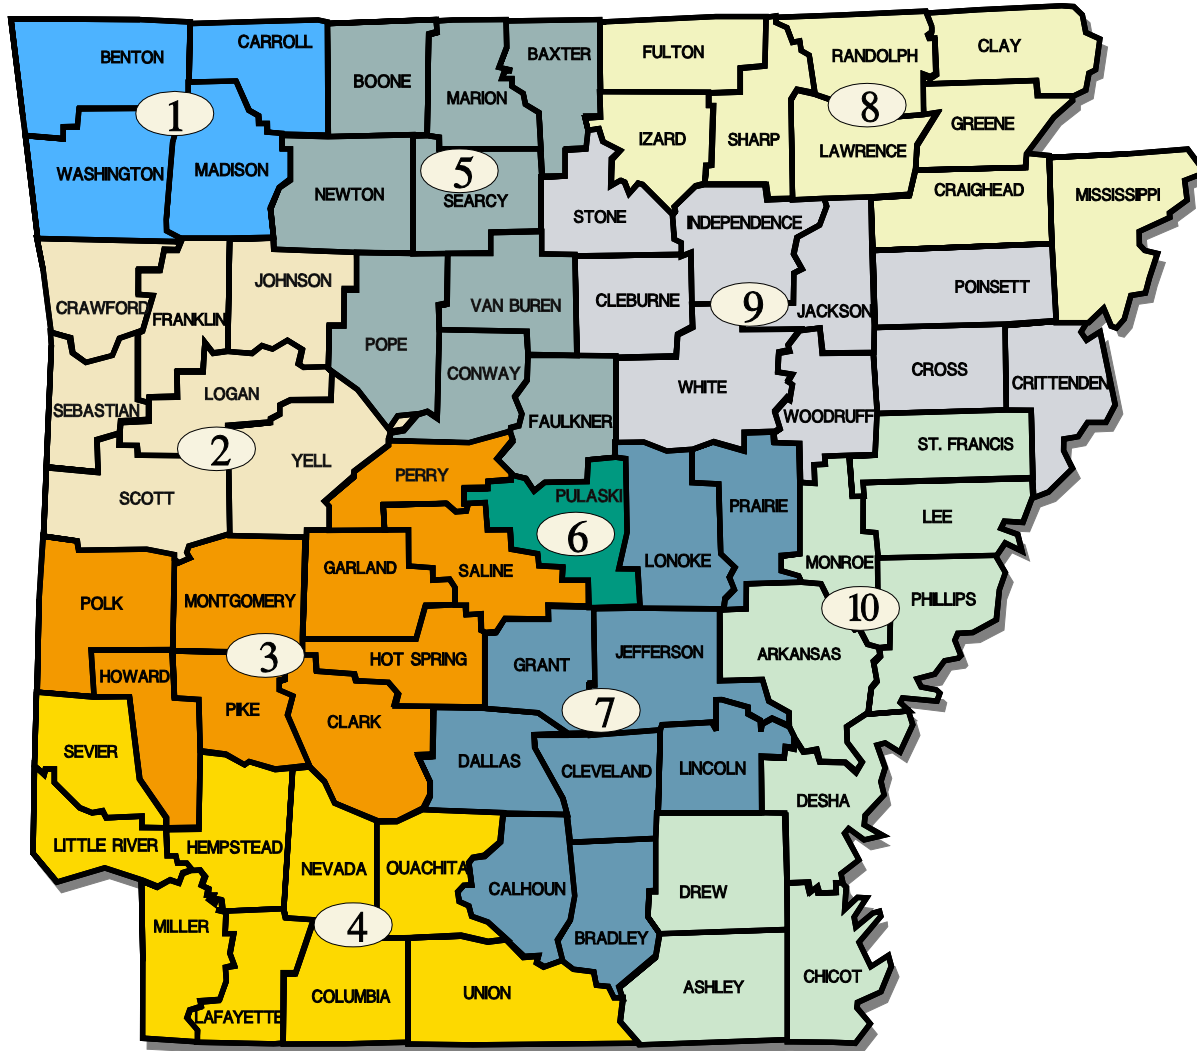 BENTON
CARROLL
BOONE
MARION
BAXTER
FULTON
RANDOLPH
CLAY
1
WASHINGTON
MADISON
NEWTON
5
SEARCY
IZARD
SHARP
8
LAWRENCE
GREENE
CRAIGHEAD
MISSISSIPPI
STONE
INDEPENDENCE
CRAWFORD
FRANKLIN
JOHNSON
POPE
VAN BUREN
CLEBURNE
9
JACKSON
POINSETT
SEBASTIAN
LOGAN
CONWAY
WHITE
WOODRUFF
CROSS
CRITTENDEN
2
YELL
FAULKNER
ST. FRANCIS
SCOTT
PERRY
PULASKI
6
LONOKE
PRAIRIE
MONROE
LEE
POLK
MONTGOMERY
GARLAND
SALINE
PHILLIPS
10
3
HOWARD
PIKE
HOT SPRING
CLARK
GRANT
JEFFERSON
7
ARKANSAS
SEVIER
DALLAS
CLEVELAND
LINCOLN
DESHA
LITTLE RIVER
HEMPSTEAD
NEVADA
OUACHITA
CALHOUN
DREW
MILLER
4
BRADLEY
LAFAYETTE
COLUMBIA
UNION
ASHLEY
CHICOT